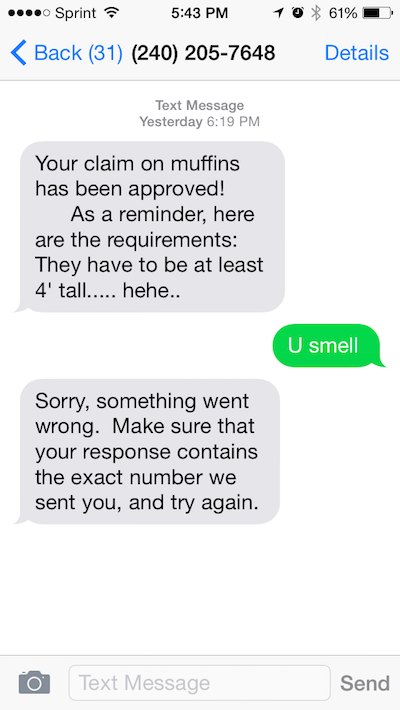 Sprint 5:43 PM 61%
Back (31) (240) 205-7648 Details
Text Message
Yesterday 6:19 PM
Your claim on muffins
has been approved!
As a reminder, here
are the requirements:
They have to be at least
4' tall..... hehe..
U smell
Sorry, something went
wrong.  Make sure that
your response contains
the exact number we
sent you, and try again.
Text Message Send